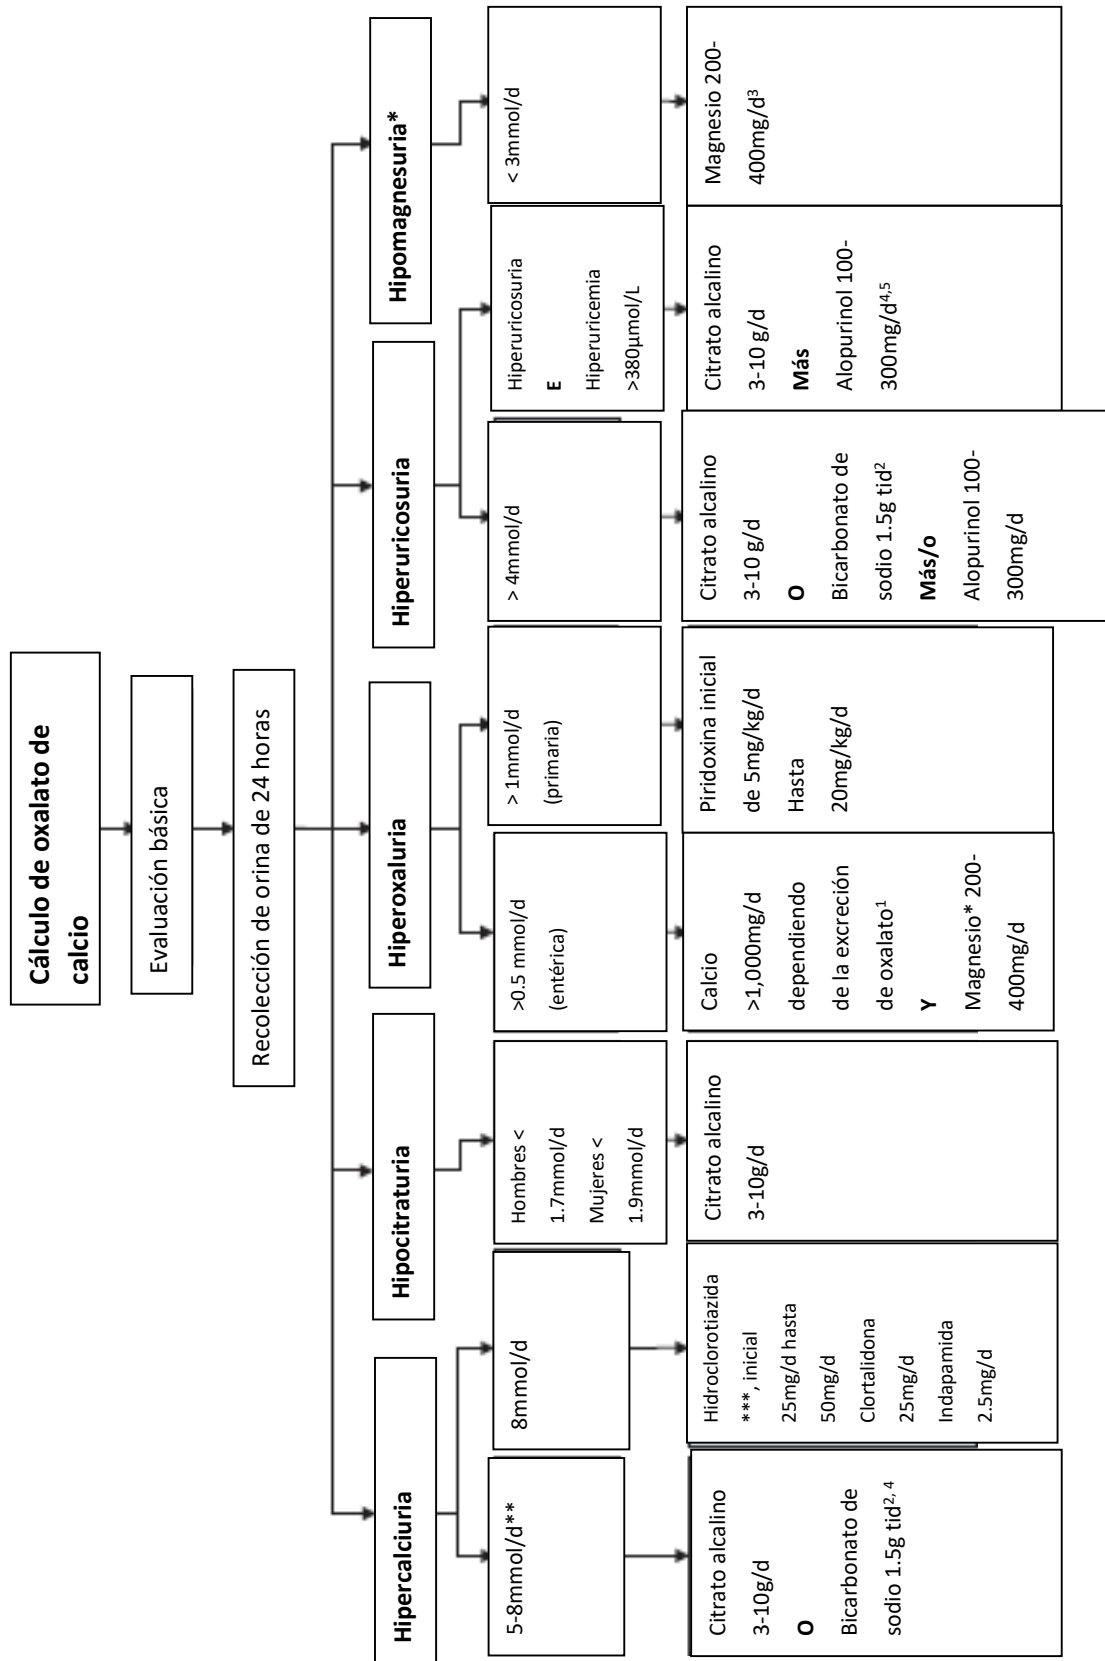 Cálculo de oxalato de
calcio
Evaluación básica
Recolección de orina de 24 horas
Hipercalciuria
Hipocitraturia
Hiperoxaluria
Hiperuricosuria
Hipomagnesuria*
5-8mmol/d**
8mmol/d
Hombres <
1.7mmol/d
Mujeres <
1.9mmol/d
>0.5 mmol/d
(entérica)
> 1mmol/d
(primaria)
> 4mmol/d
Hiperuricosuria
E
Hiperuricemia
>380µmol/L
< 3mmol/d
Citrato alcalino
3-10g/d
O
Bicarbonato de
sodio 1.5g tid2, 4
Hidroclorotiazida
***, inicial
25mg/d hasta
50mg/d
Clortalidona
25mg/d
Indapamida
2.5mg/d
Citrato alcalino
3-10g/d
Calcio
>1,000mg/d
dependiendo
de la excreción
de oxalato1
Y
Magnesio* 200-
400mg/d
Piridoxina inicial
de 5mg/kg/d
Hasta
20mg/kg/d
Citrato alcalino
3-10 g/d
O
Bicarbonato de
sodio 1.5g tid2
Más/o
Alopurinol 100-
300mg/d
Citrato alcalino
3-10 g/d
Más
Alopurinol 100-
300mg/d4,5
Magnesio 200-
400mg/d3